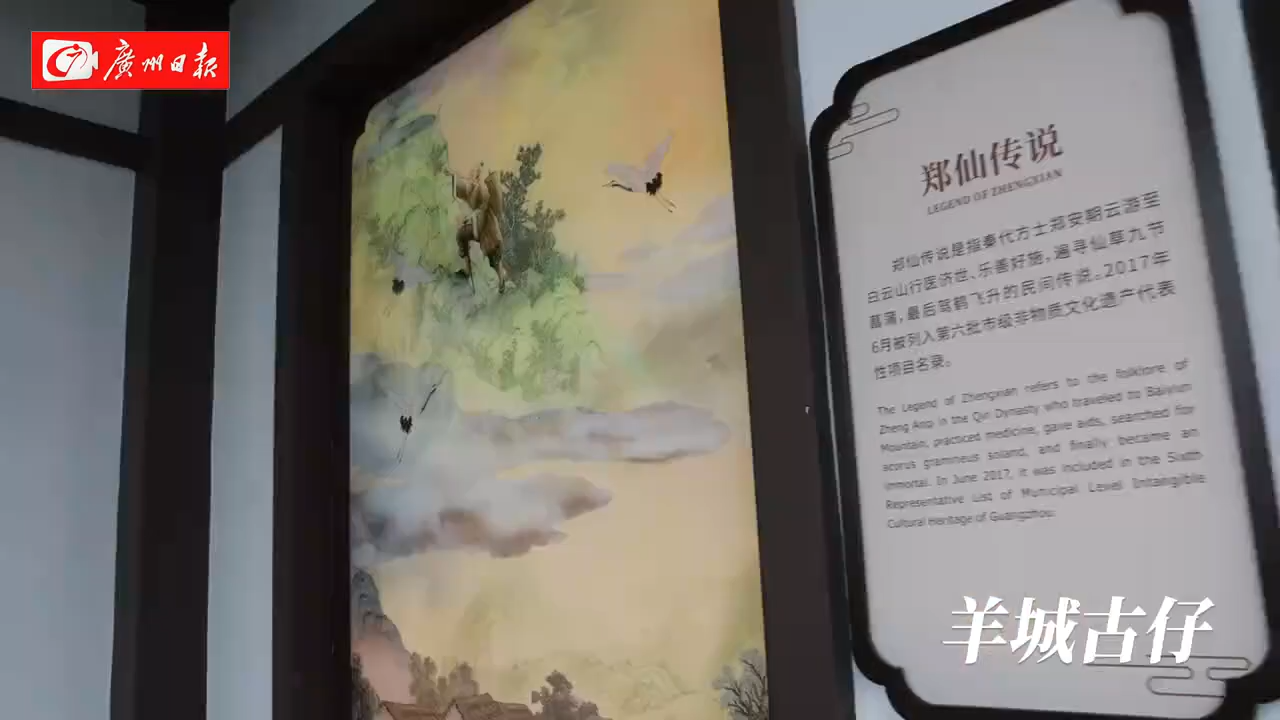 廣州日報
郑仙传说
LEGEND OF ZHENGXIAN
郑仙传说是指秦代方士郑安期云游至
白云山行医济世、乐善好施,遍寻仙草九节
菖蒲,最后驾鹤飞升的民间传说。2017年
6月被列入第六批市级非物质文化遗产代表
性项目名录。
The Legend of Zhengxian refers to the folklore of
Zheng Anqi in the Qin Dynasty who traveled to Baiyun
Mountain, practiced medicine, gave aids, searched for
acorus gramineus soland, and finally became an
immortal. In June 2017, it was included in the Sixth
Representative List of Municipal Level Intangible
Cultural Heritage of Guangzhou.
羊城古仔